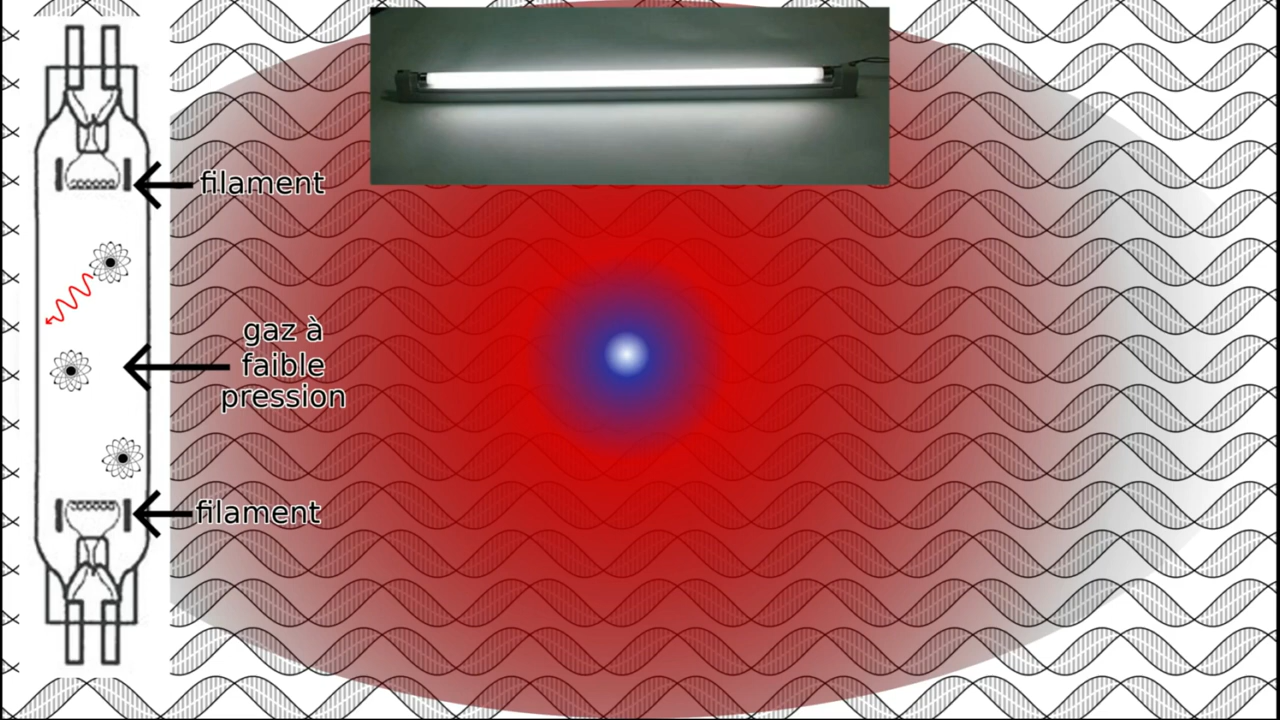 filament
gaz à
faible
pression
filament